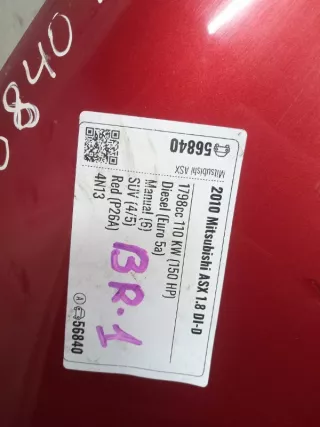 6840
56840
Mitsubishi ASX
2010 Mitsubishi ASX 1.8 DI-D
1798cc 110 KW (150 HP)
Diesel (Euro 5a)
Manual (6)
SUV (4/5)
Red (P26A)
4N13
A 56840
BR.1